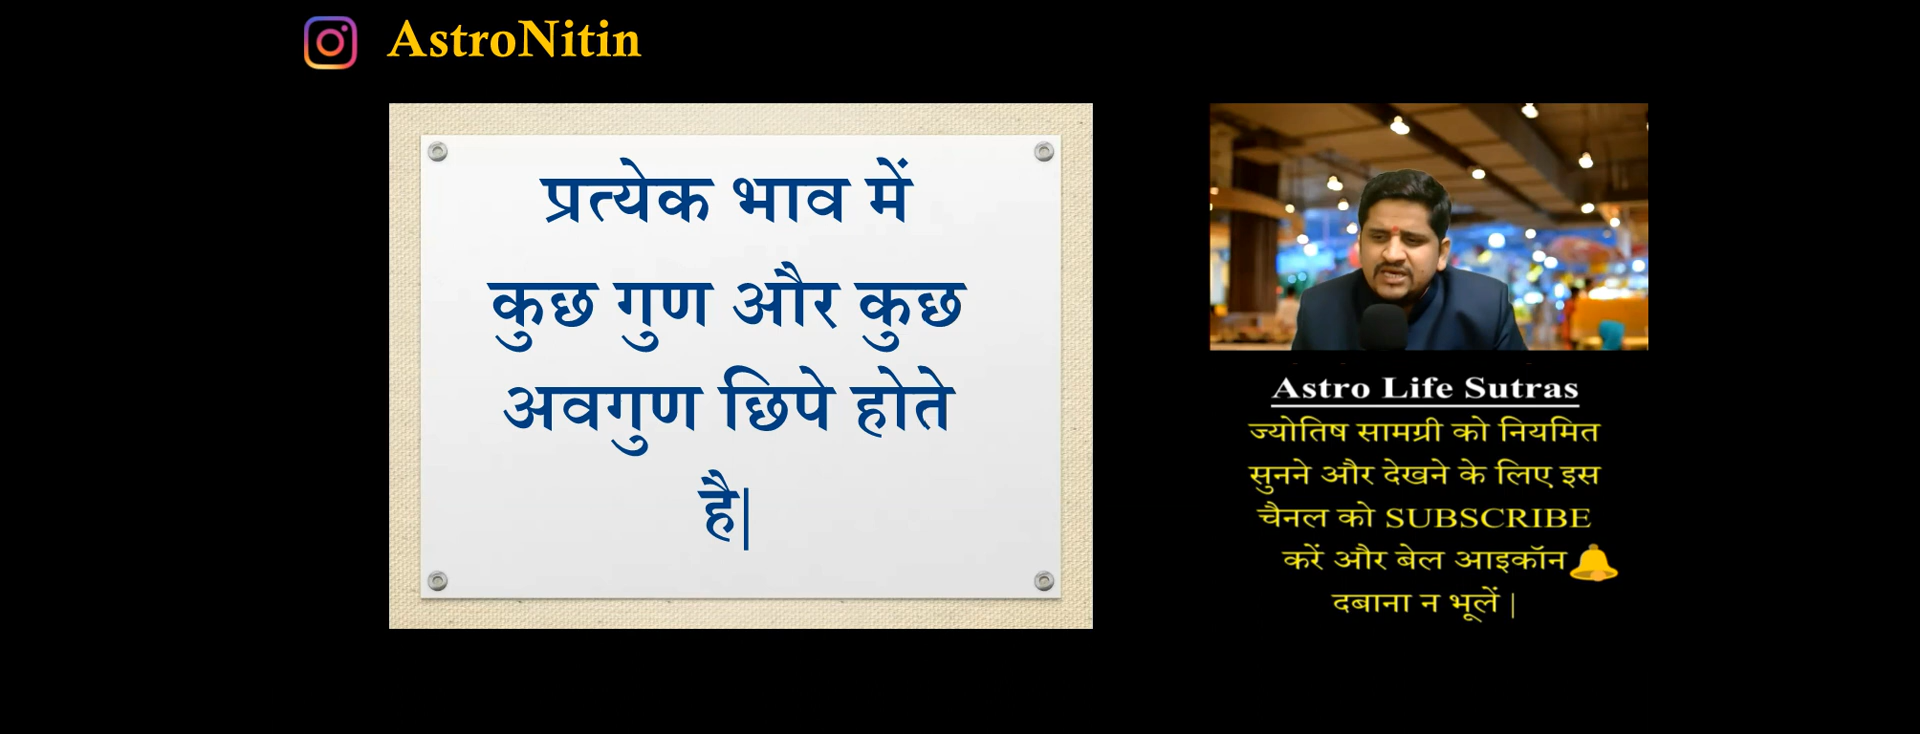 AstroNitin
प्रत्येक भाव में
कुछ गुण और कुछ
अवगुण छिपे होते
है|
Astro Life Sutras
ज्योतिष सामग्री को नियमित
सुनने और देखने के लिए इस
चैनल को SUBSCRIBE
करें और बेल आइकॉन
दबाना न भूलें |